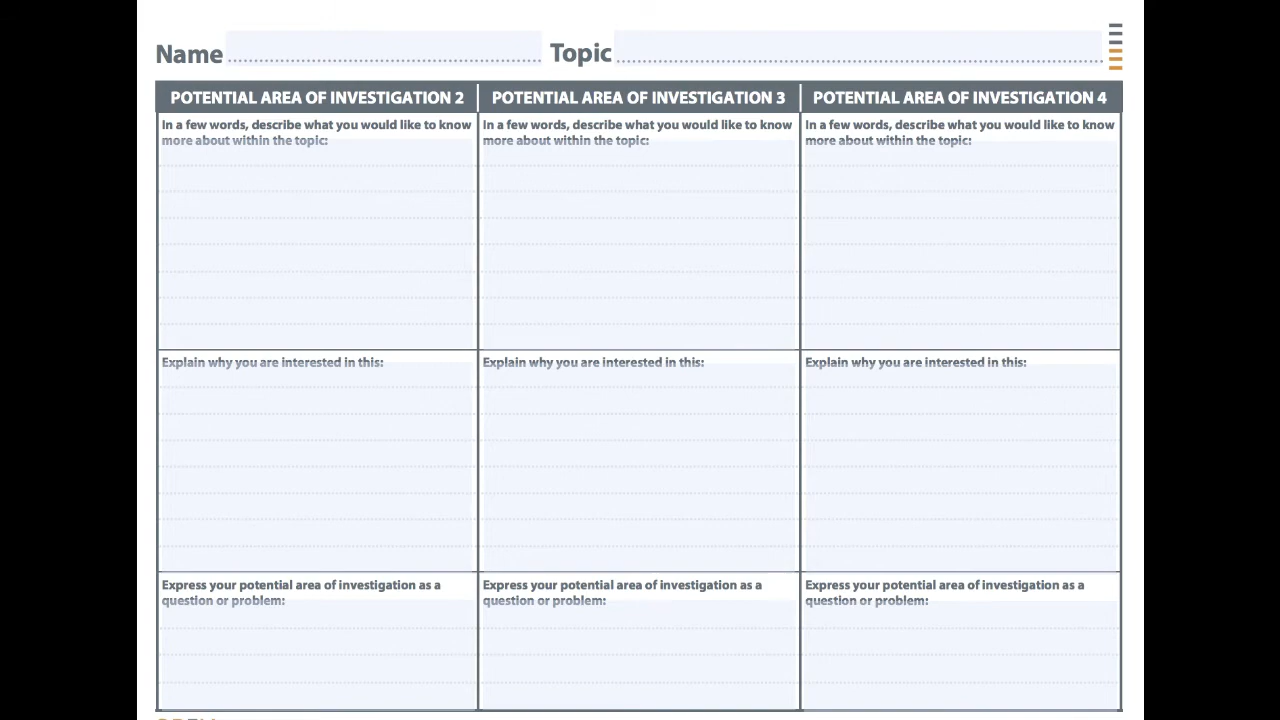 Name Topic
POTENTIAL AREA OF INVESTIGATION 2
In a few words, describe what you would like to know
more about within the topic:
Explain why you are interested in this:
Express your potential area of investigation as a
question or problem:
POTENTIAL AREA OF INVESTIGATION 3
In a few words, describe what you would like to know
more about within the topic:
Explain why you are interested in this:
Express your potential area of investigation as a
question or problem:
POTENTIAL AREA OF INVESTIGATION 4
In a few words, describe what you would like to know
more about within the topic:
Explain why you are interested in this:
Express your potential area of investigation as a
question or problem: